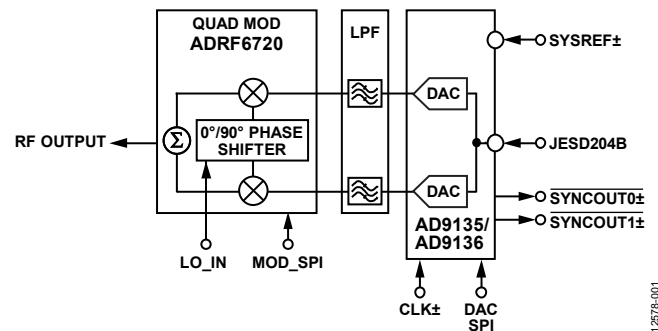 QUAD MOD
ADRF6720
LPF
SYSREF±
DAC
RF OUTPUT
Σ
0°/90° PHASE
SHIFTER
JESD204B
DAC
SYNCOUT0±
AD9135/
AD9136
SYNCOUT1±
LO_IN
MOD_SPI
CLK±
DAC
SPI
12578-001